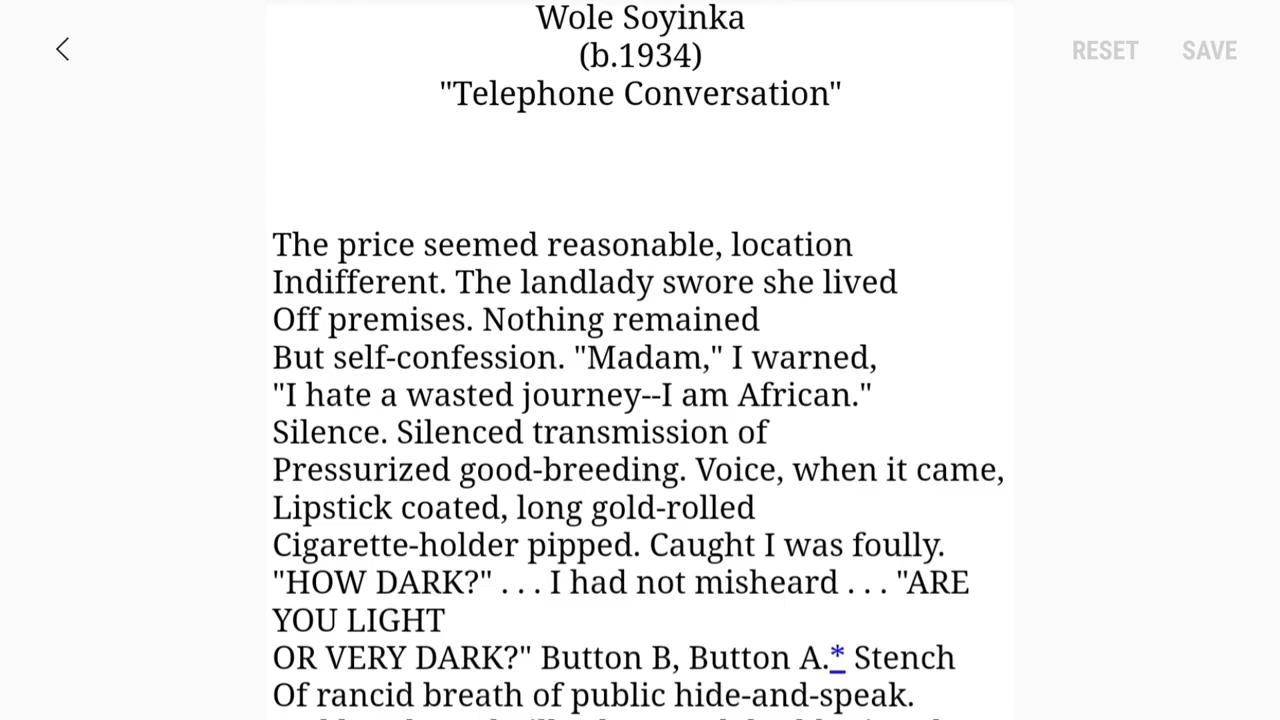 Wole Soyinka
(b.1934)
RESET SAVE
"Telephone Conversation"
The price seemed reasonable, location
Indifferent. The landlady swore she lived
Off premises. Nothing remained
But self-confession. "Madam," I warned,
"I hate a wasted journey--I am African."
Silence. Silenced transmission of
Pressurized good-breeding. Voice, when it came,
Lipstick coated, long gold-rolled
Cigarette-holder pipped. Caught I was foully.
"HOW DARK?" . . . I had not misheard . . . "ARE
YOU LIGHT
OR VERY DARK?" Button B, Button A.* Stench
Of rancid breath of public hide-and-speak.